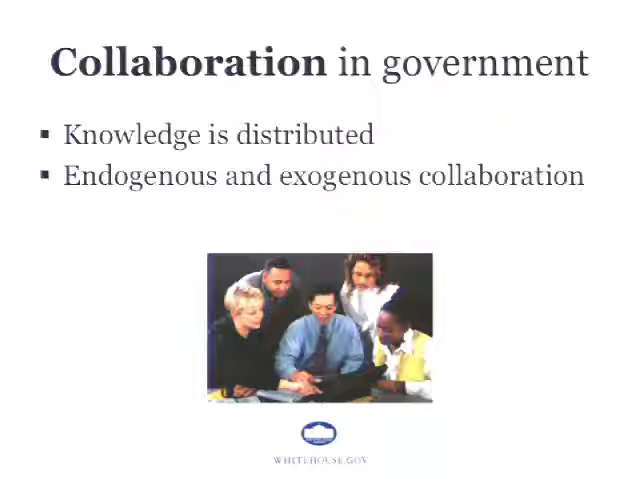 Collaboration in government
▪ Knowledge is distributed
▪ Endogenous and exogenous collaboration
WHITEHOUSE.GOV